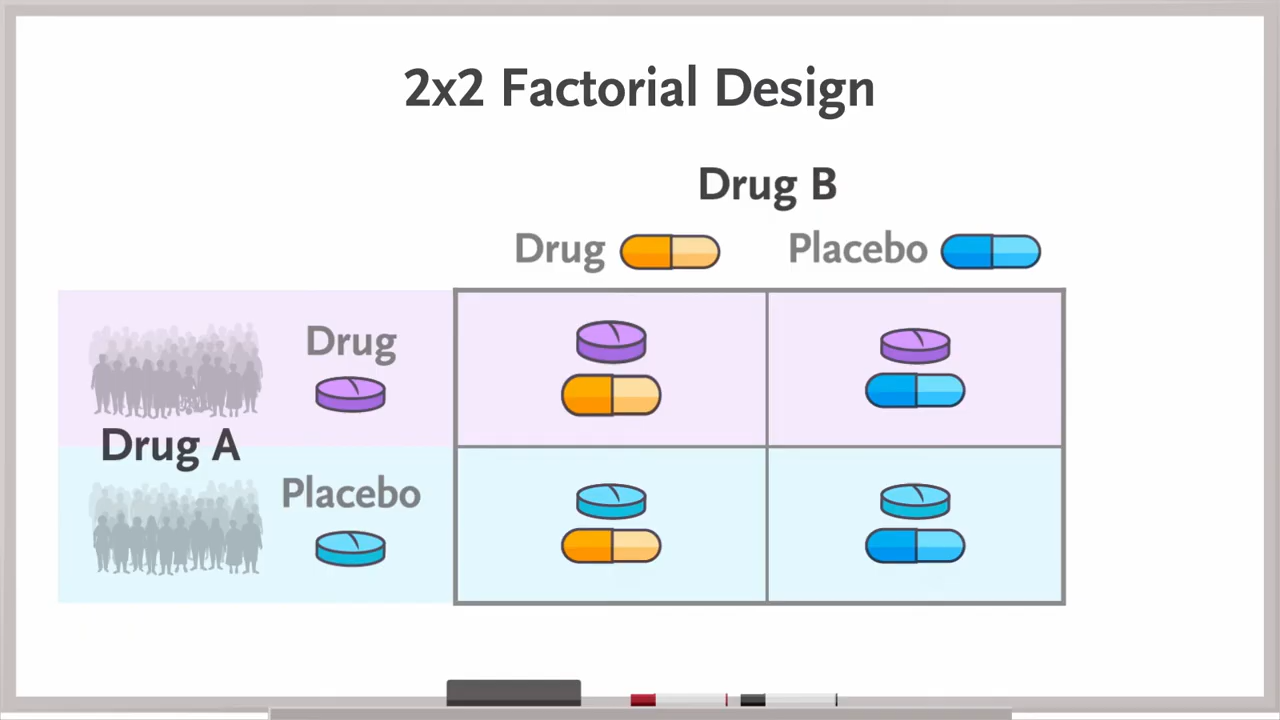 2x2 Factorial Design
Drug B
Drug
Placebo
Drug
Drug A
Placebo